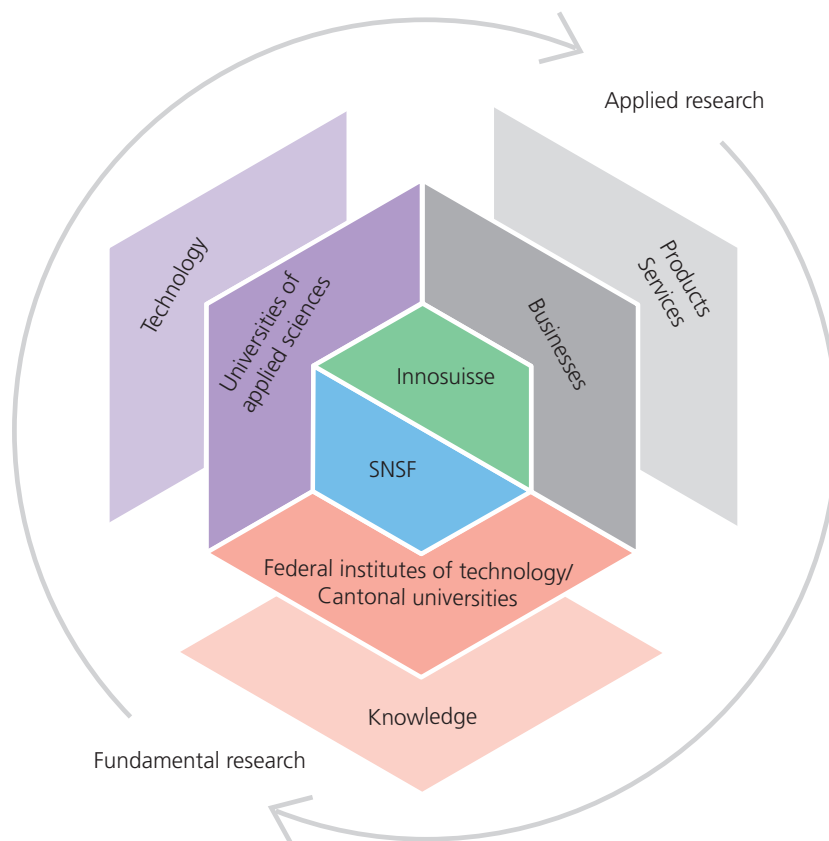 Applied research
Technology
Universities of
applied sciences
Products
Services
Businesses
Innosuisse
SNSF
Federal institutes of technology/
Cantonal universities
Knowledge
Fundamental research